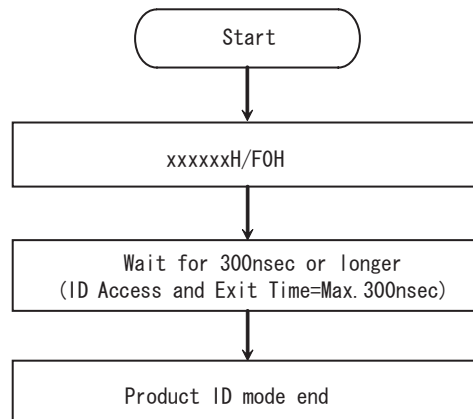 Start
xxxxxxH/F0H
Wait for 300nsec or longer
(ID Access and Exit Time=Max.300nsec)
Product ID mode end